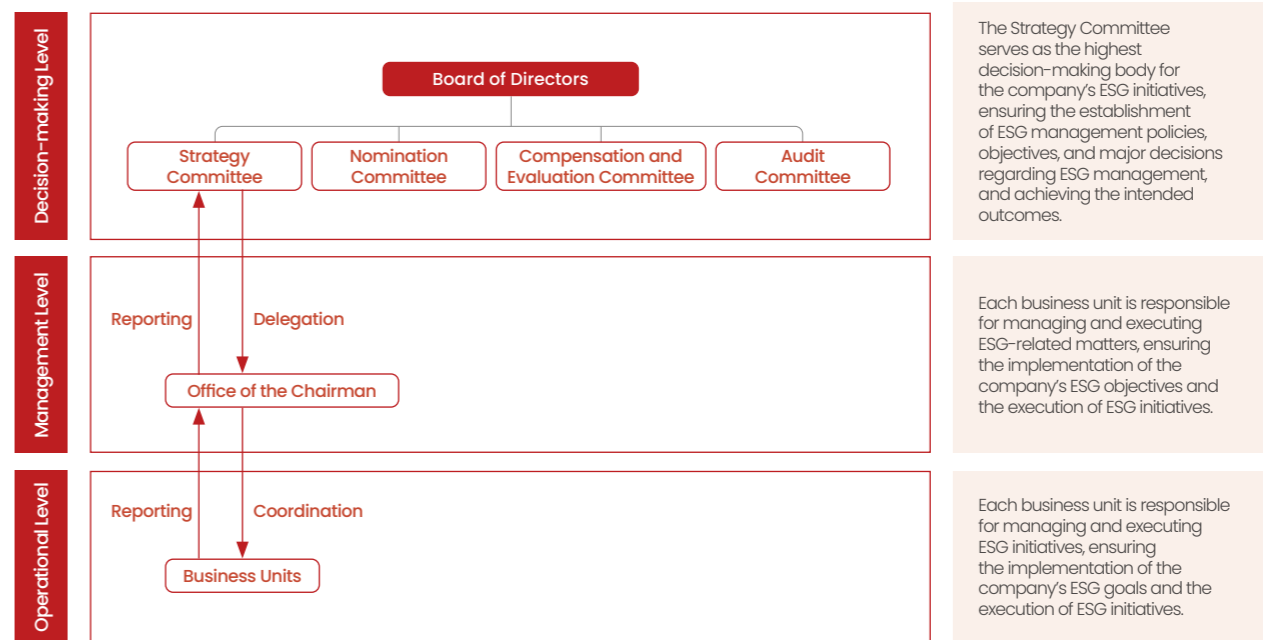 Decision-making Level
Board of Directors
Strategy
Committee
Nomination
Committee
Compensation and
Evaluation Committee
Audit
Committee
The Strategy Committee
serves as the highest
decision-making body for
the company's ESG initiatives,
ensuring the establishment
of ESG management policies,
objectives, and major decisions
regarding ESG management,
and achieving the intended
outcomes.
Management Level
Reporting
Delegation
Office of the Chairman
Each business unit is responsible
for managing and executing
ESG-related matters, ensuring
the implementation of the
company's ESG objectives and
the execution of ESG initiatives.
Operational Level
Reporting
Coordination
Business Units
Each business unit is responsible
for managing and executing
ESG initiatives, ensuring
the implementation of the
company's ESG goals and the
execution of ESG initiatives.